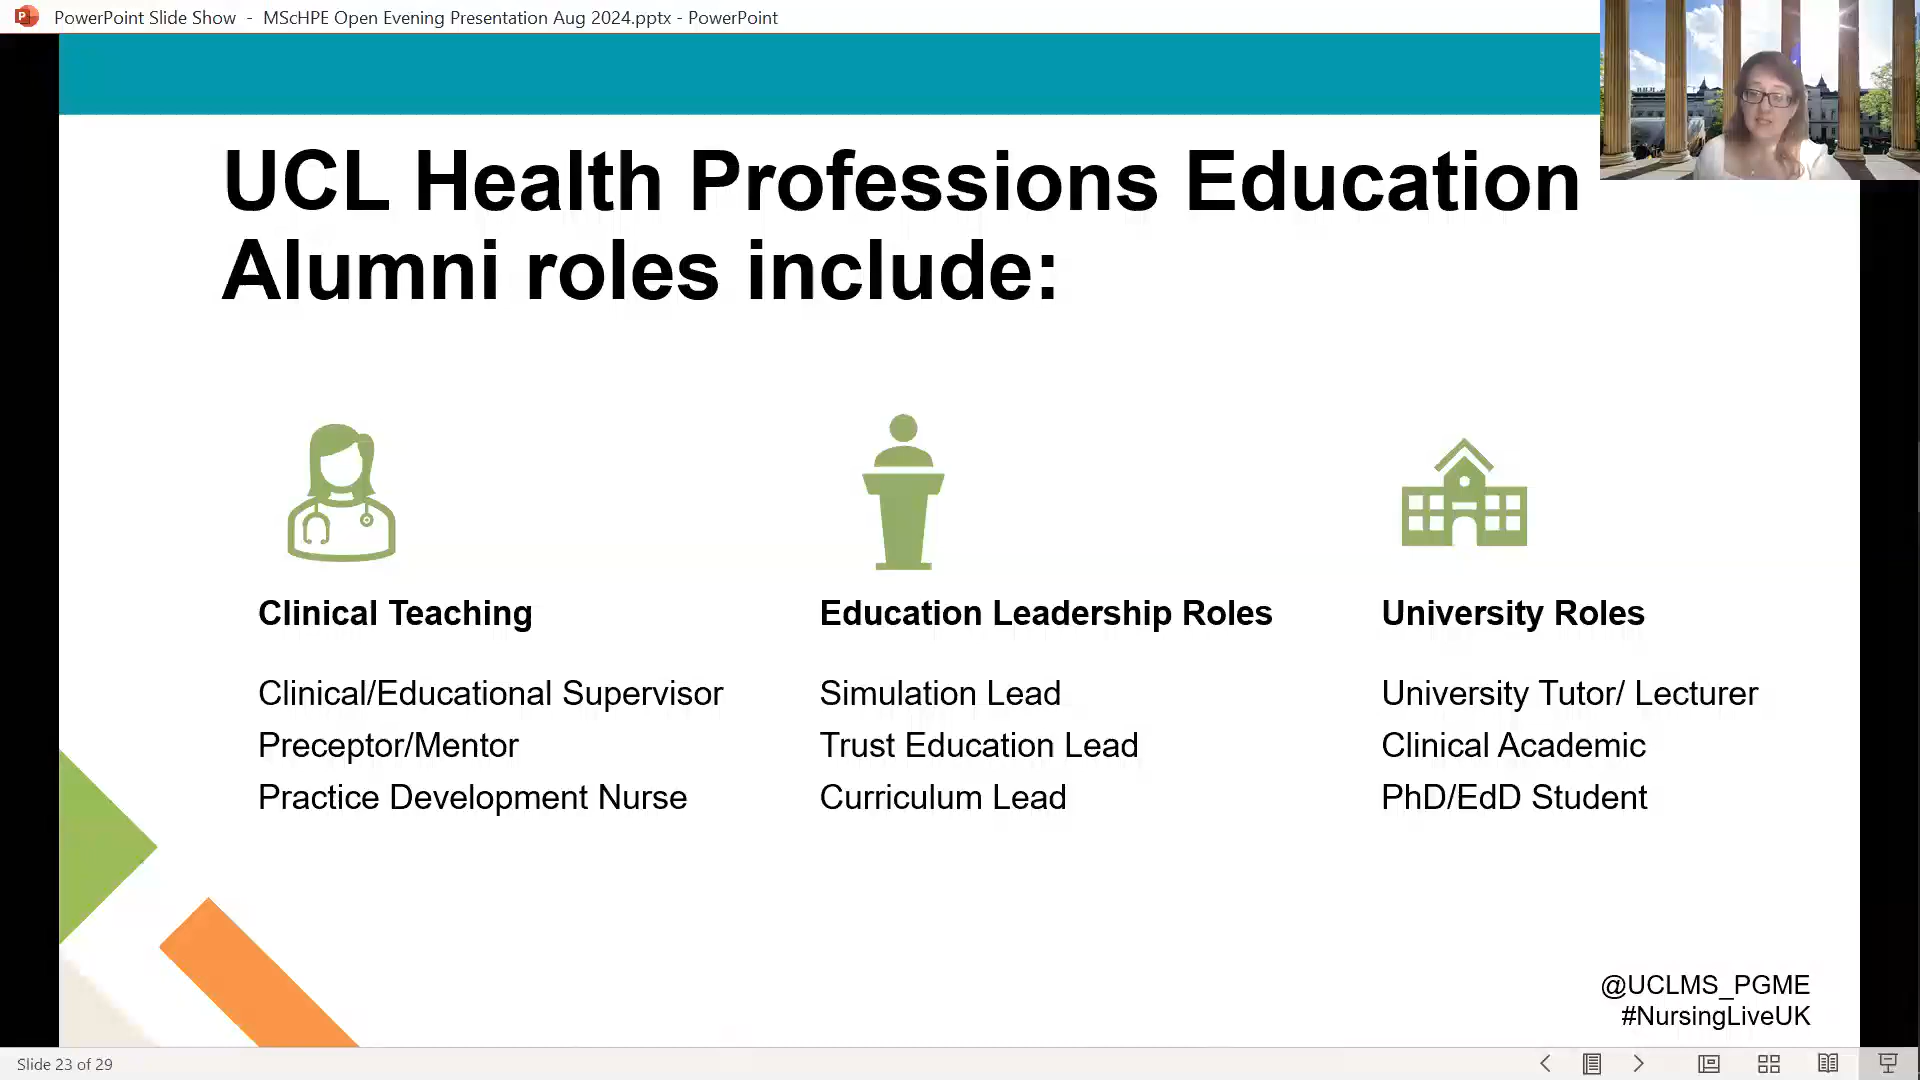 PowerPoint Slide Show - MScHPE Open Evening Presentation Aug 2024.pptx - PowerPoint
UCL Health Professions Education
Alumni roles include:
Clinical Teaching
Clinical/Educational Supervisor
Preceptor/Mentor
Practice Development Nurse
Education Leadership Roles
Simulation Lead
Trust Education Lead
Curriculum Lead
University Roles
University Tutor/ Lecturer
Clinical Academic
PhD/EdD Student
@UCLMS_PGME
#NursingLiveUK
Slide 23 of 29